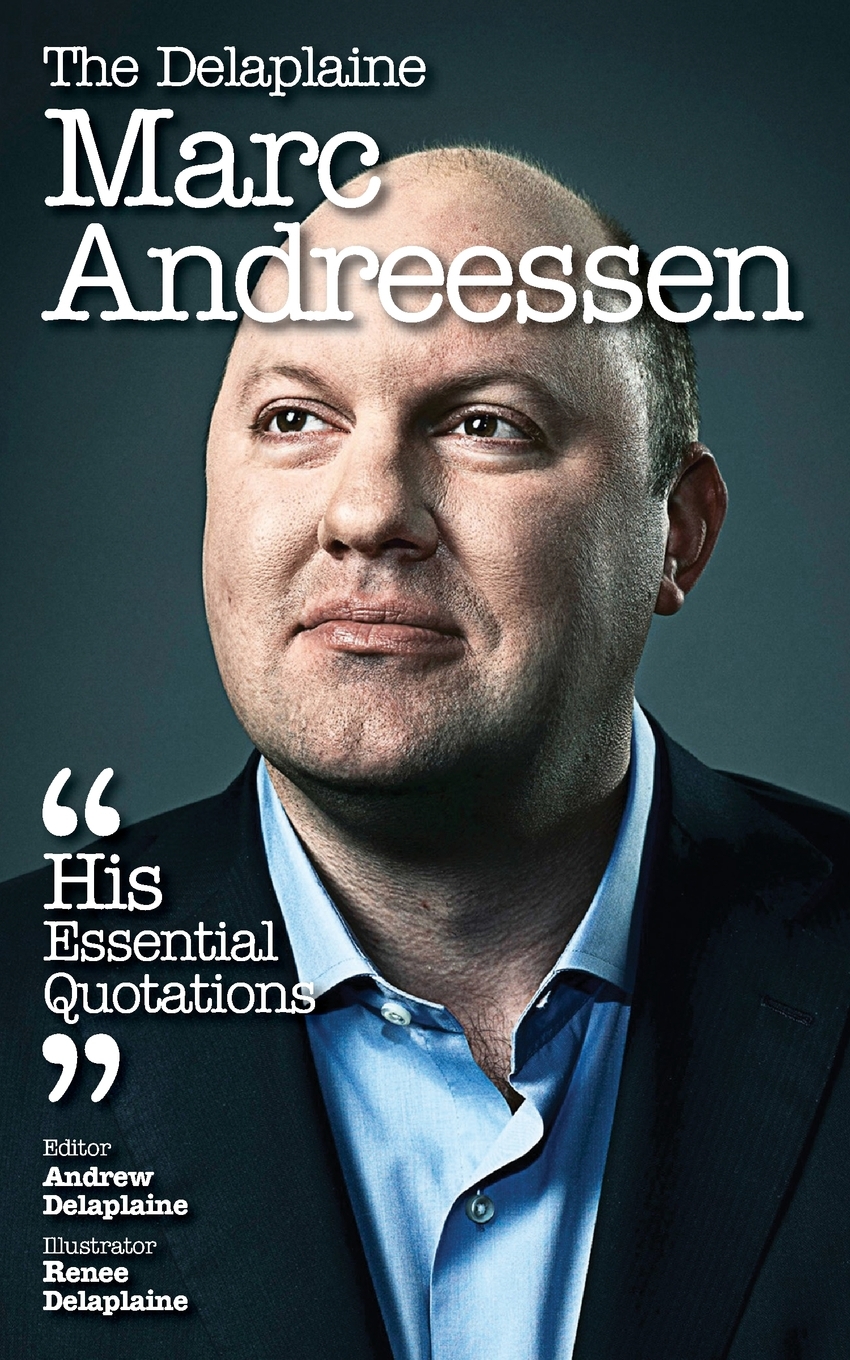 The Delaplaine
Marc
Andreessen
“
His
Essential
Quotations
”
Editor
Andrew
Delaplaine
Illustrator
Renee
Delaplaine